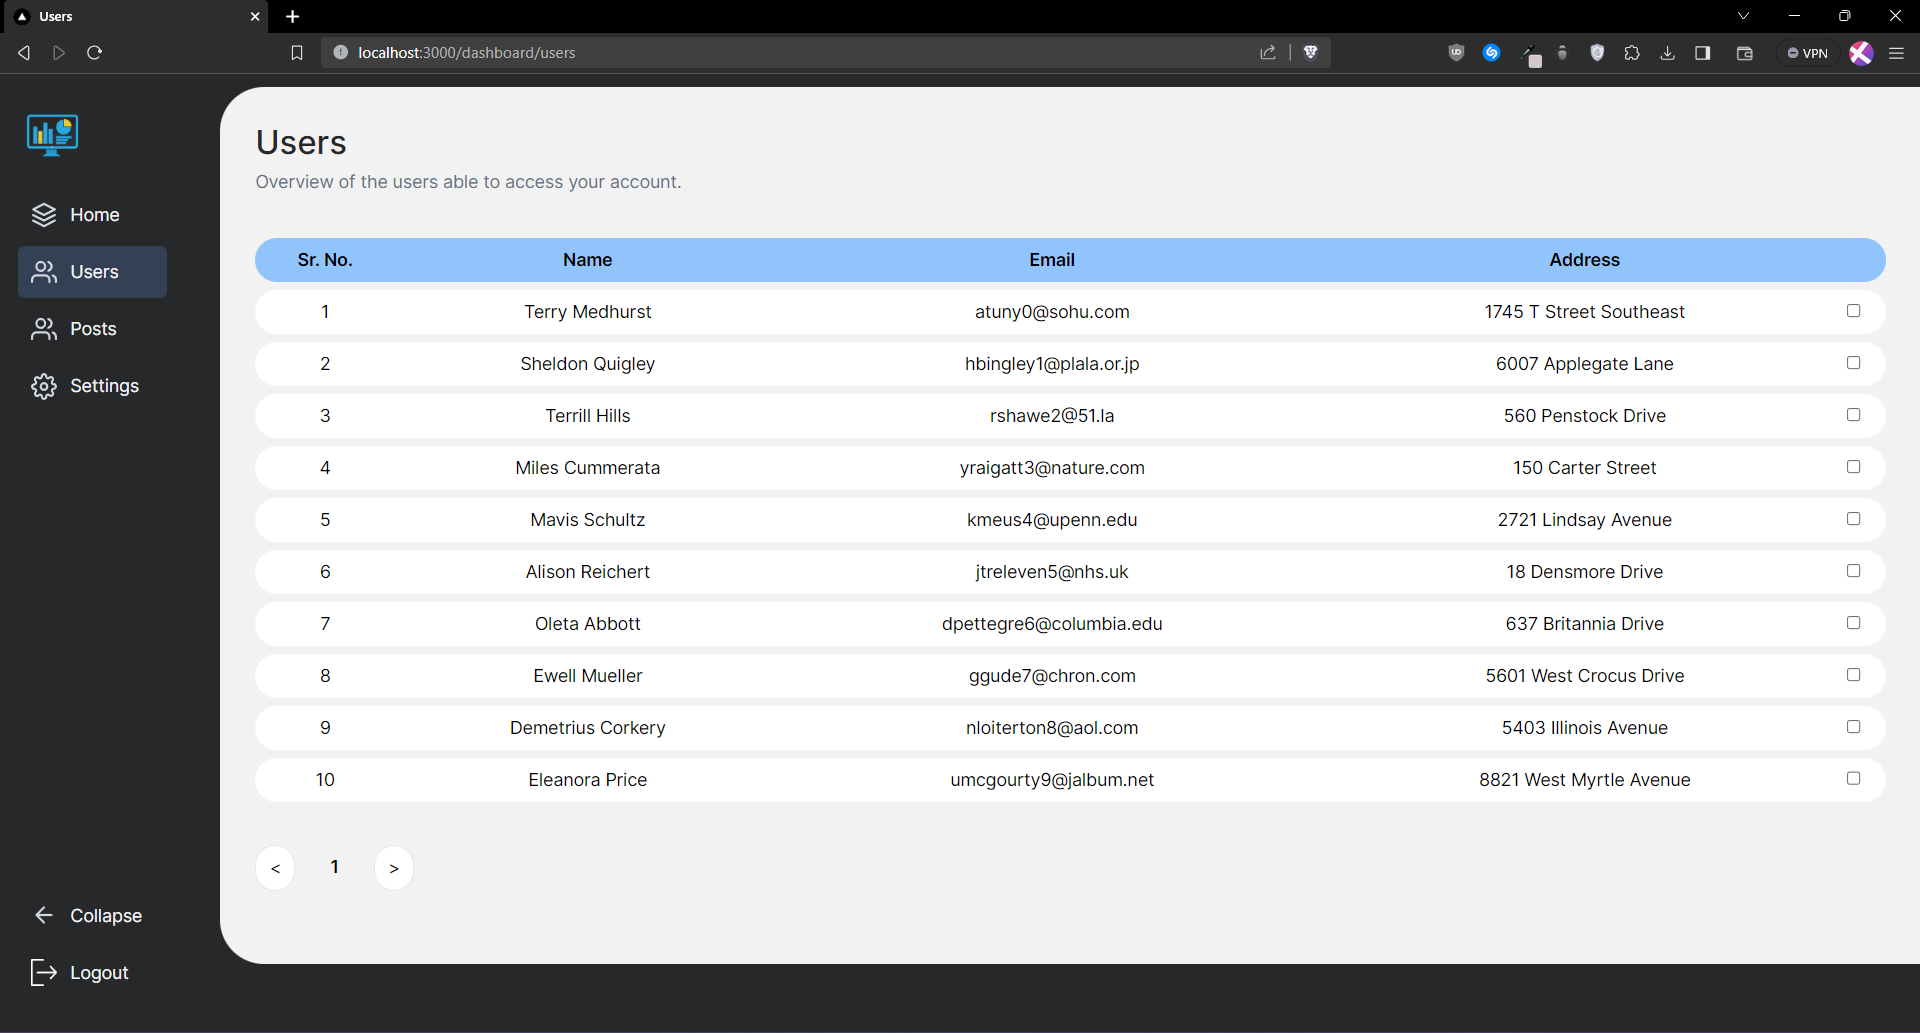 Users
localhost:3000/dashboard/users
VPN
Home
Users
Posts
Settings
Collapse
Logout
Users
Overview of the users able to access your account.
Sr. No. Name Email Address
1 Terry Medhurst atuny0@sohu.com 1745 T Street Southeast
2 Sheldon Quigley hbingley1@plala.or.jp 6007 Applegate Lane
3 Terrill Hills rshawe2@51.la 560 Penstock Drive
4 Miles Cummerata yraigatt3@nature.com 150 Carter Street
5 Mavis Schultz kmeus4@upenn.edu 2721 Lindsay Avenue
6 Alison Reichert jtreleven5@nhs.uk 18 Densmore Drive
7 Oleta Abbott dpettegre6@columbia.edu 637 Britannia Drive
8 Ewell Mueller ggude7@chron.com 5601 West Crocus Drive
9 Demetrius Corkery nloiterton8@aol.com 5403 Illinois Avenue
10 Eleanora Price umcgourty9@jalbum.net 8821 West Myrtle Avenue
< 1 >